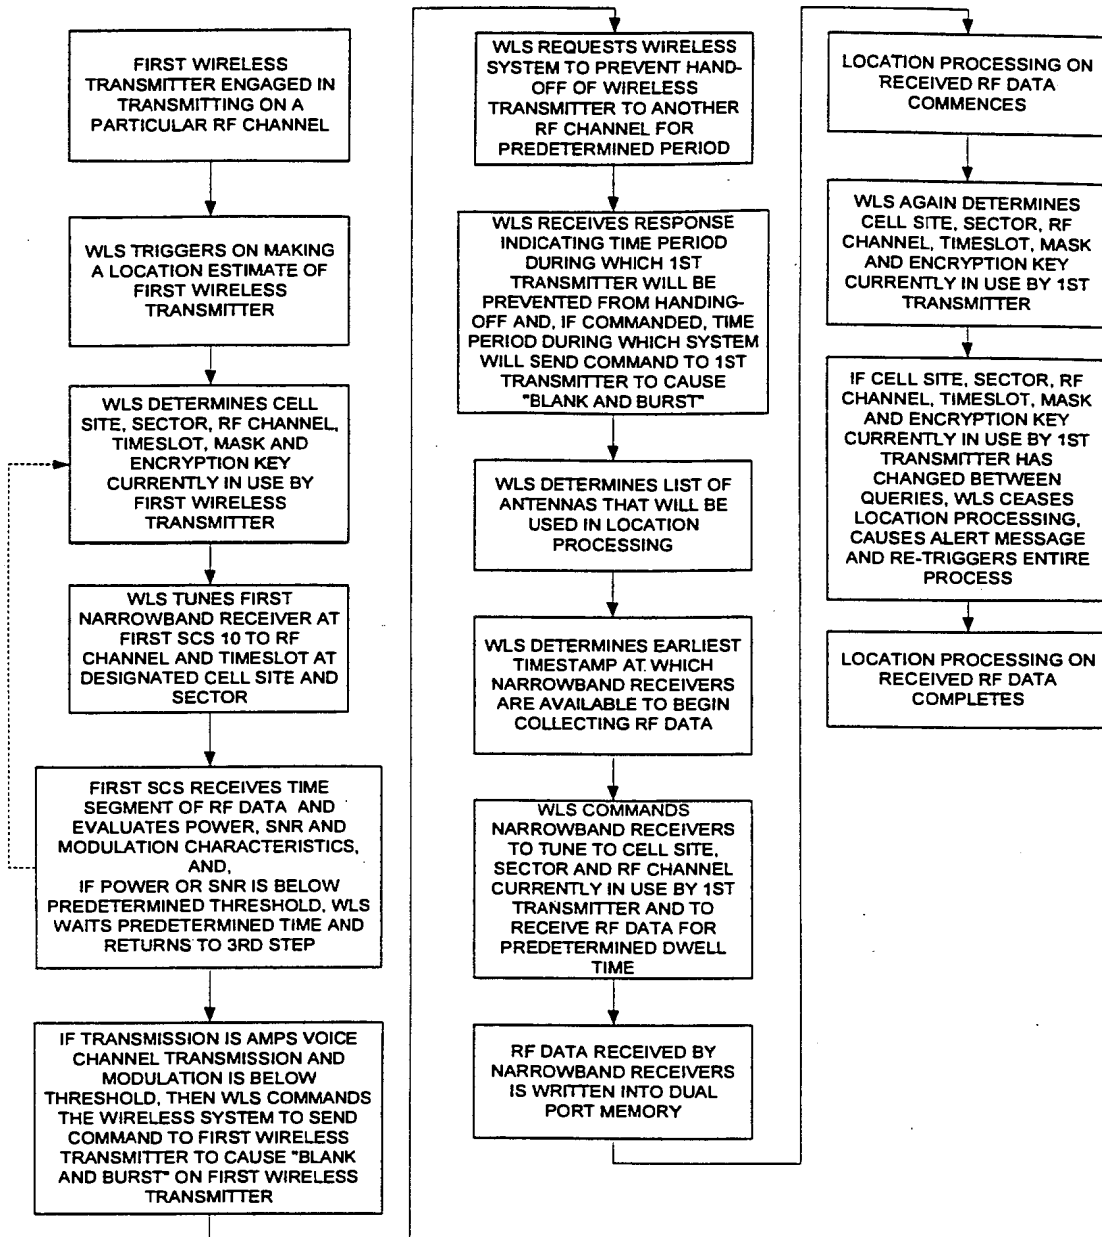 FIRST WIRELESS
TRANSMITTER ENGAGED IN
TRANSMITTING ON A
PARTICULAR RF CHANNEL
WLS TRIGGERS ON MAKING
A LOCATION ESTIMATE OF
FIRST WIRELESS
TRANSMITTER
WLS DETERMINES CELL
SITE, SECTOR, RF CHANNEL,
TIMESLOT, MASK AND
ENCRYPTION KEY
CURRENTLY IN USE BY
FIRST WIRELESS
TRANSMITTER
WLS TUNES FIRST
NARROWBAND RECEIVER AT
FIRST SCS 10 TO RF
CHANNEL AND TIMESLOT AT
DESIGNATED CELL SITE AND
SECTOR
FIRST SCS RECEIVES TIME
SEGMENT OF RF DATA AND
EVALUATES POWER, SNR AND
MODULATION CHARACTERISTICS,
AND,
IF POWER OR SNR IS BELOW
PREDETERMINED THRESHOLD, WLS
WAITS PREDETERMINED TIME AND
RETURNS TO 3RD STEP
IF TRANSMISSION IS AMPS VOICE
CHANNEL TRANSMISSION AND
MODULATION IS BELOW
THRESHOLD, THEN WLS COMMANDS
THE WIRELESS SYSTEM TO SEND
COMMAND TO FIRST WIRELESS
TRANSMITTER TO CAUSE "BLANK
AND BURST" ON FIRST WIRELESS
TRANSMITTER
WLS REQUESTS WIRELESS
SYSTEM TO PREVENT HAND-
OFF OF WIRELESS
TRANSMITTER TO ANOTHER
RF CHANNEL FOR
PREDETERMINED PERIOD
WLS RECEIVES RESPONSE
INDICATING TIME PERIOD
DURING WHICH 1ST
TRANSMITTER WILL BE
PREVENTED FROM HANDING-
OFF AND, IF COMMANDED, TIME
PERIOD DURING WHICH SYSTEM
WILL SEND COMMAND TO 1ST
TRANSMITTER TO CAUSE
"BLANK AND BURST"
WLS DETERMINES LIST OF
ANTENNAS THAT WILL BE
USED IN LOCATION
PROCESSING
WLS DETERMINES EARLIEST
TIMESTAMP AT WHICH
NARROWBAND RECEIVERS
ARE AVAILABLE TO BEGIN
COLLECTING RF DATA
WLS COMMANDS
NARROWBAND RECEIVERS
TO TUNE TO CELL SITE,
SECTOR AND RF CHANNEL
CURRENTLY IN USE BY 1ST
TRANSMITTER AND TO
RECEIVE RF DATA FOR
PREDETERMINED DWELL
TIME
RF DATA RECEIVED BY
NARROWBAND RECEIVERS
IS WRITTEN INTO DUAL
PORT MEMORY
LOCATION PROCESSING ON
RECEIVED RF DATA
COMMENCES
WLS AGAIN DETERMINES
CELL SITE, SECTOR, RF
CHANNEL, TIMESLOT, MASK
AND ENCRYPTION KEY
CURRENTLY IN USE BY 1ST
TRANSMITTER
IF CELL SITE, SECTOR, RF
CHANNEL, TIMESLOT, MASK
AND ENCRYPTION KEY
CURRENTLY IN USE BY 1ST
TRANSMITTER HAS
CHANGED BETWEEN
QUERIES, WLS CEASES
LOCATION PROCESSING,
CAUSES ALERT MESSAGE
AND RE-TRIGGERS ENTIRE
PROCESS
LOCATION PROCESSING ON
RECEIVED RF DATA
COMPLETES